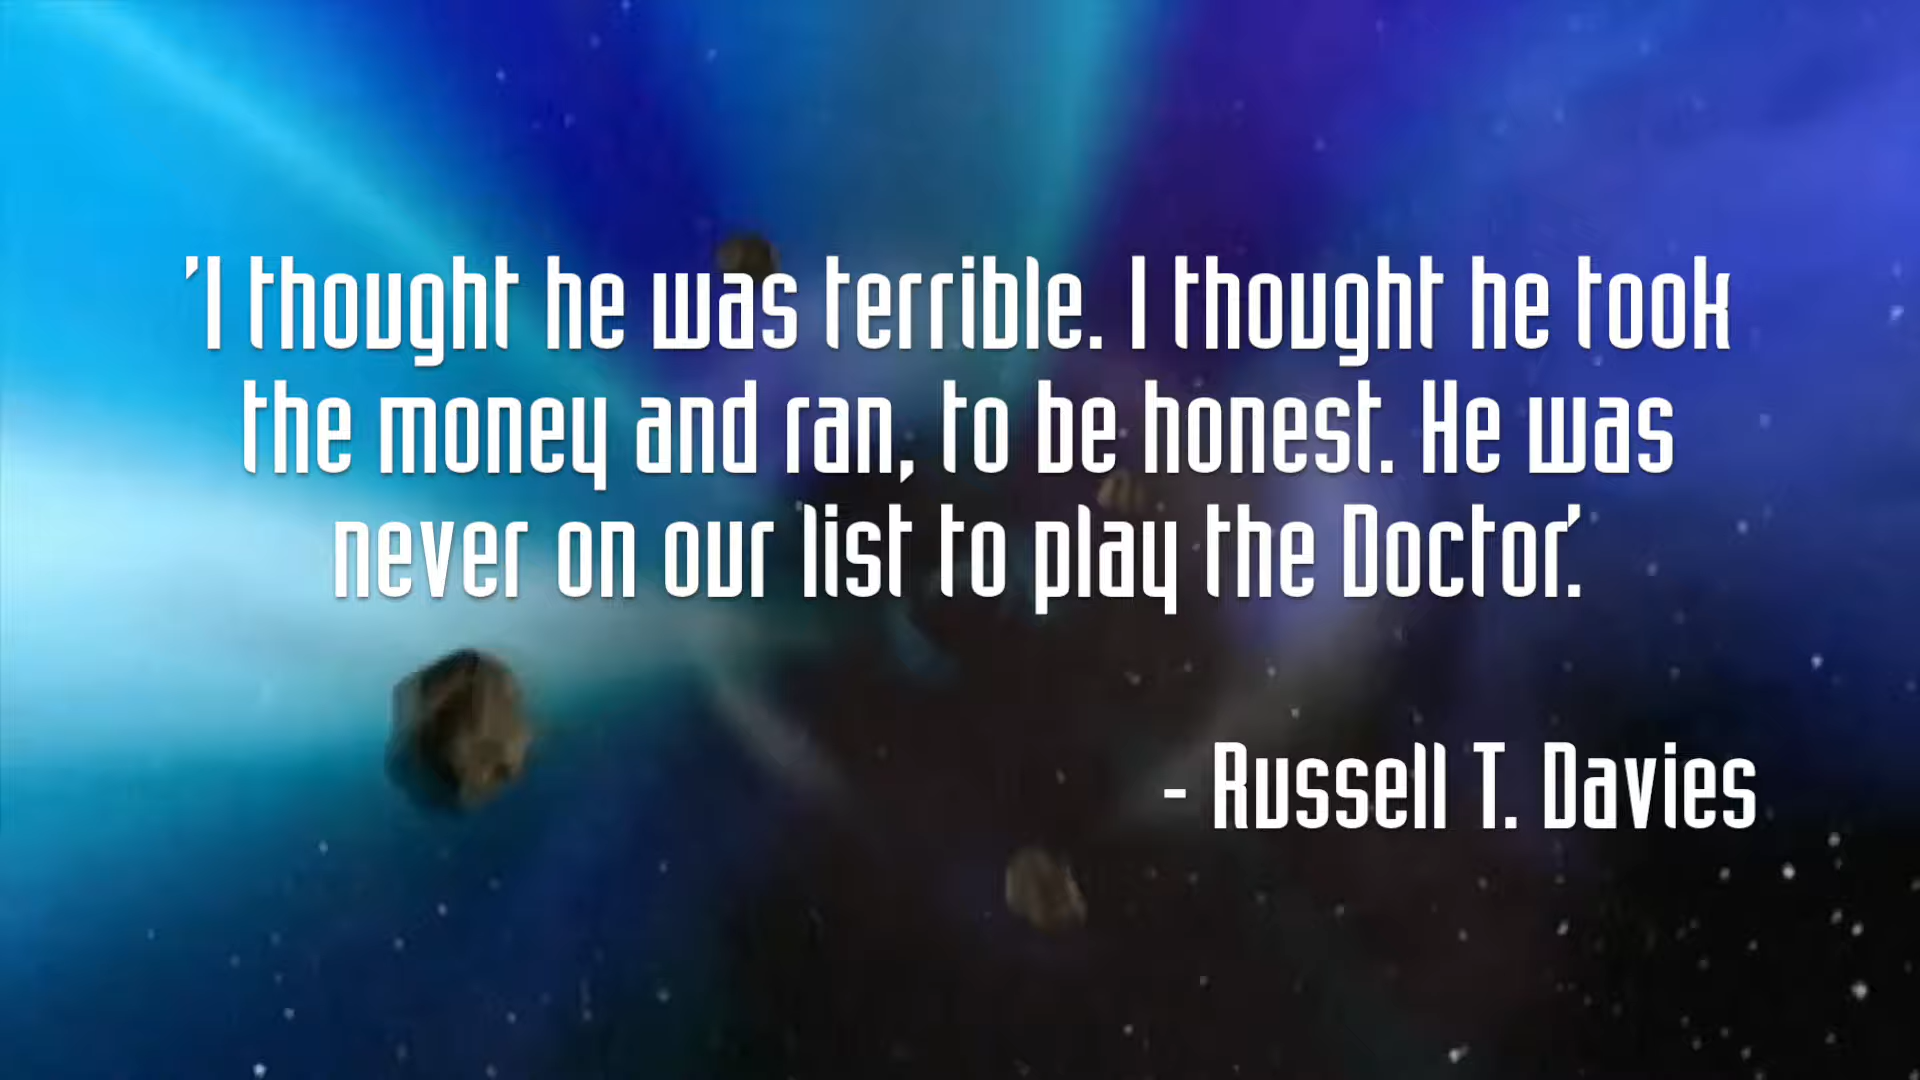 'I thought he was terrible. I thought he took
the money and ran, to be honest. He was
never on our list to play the Doctor.'
- Russell T. Davies